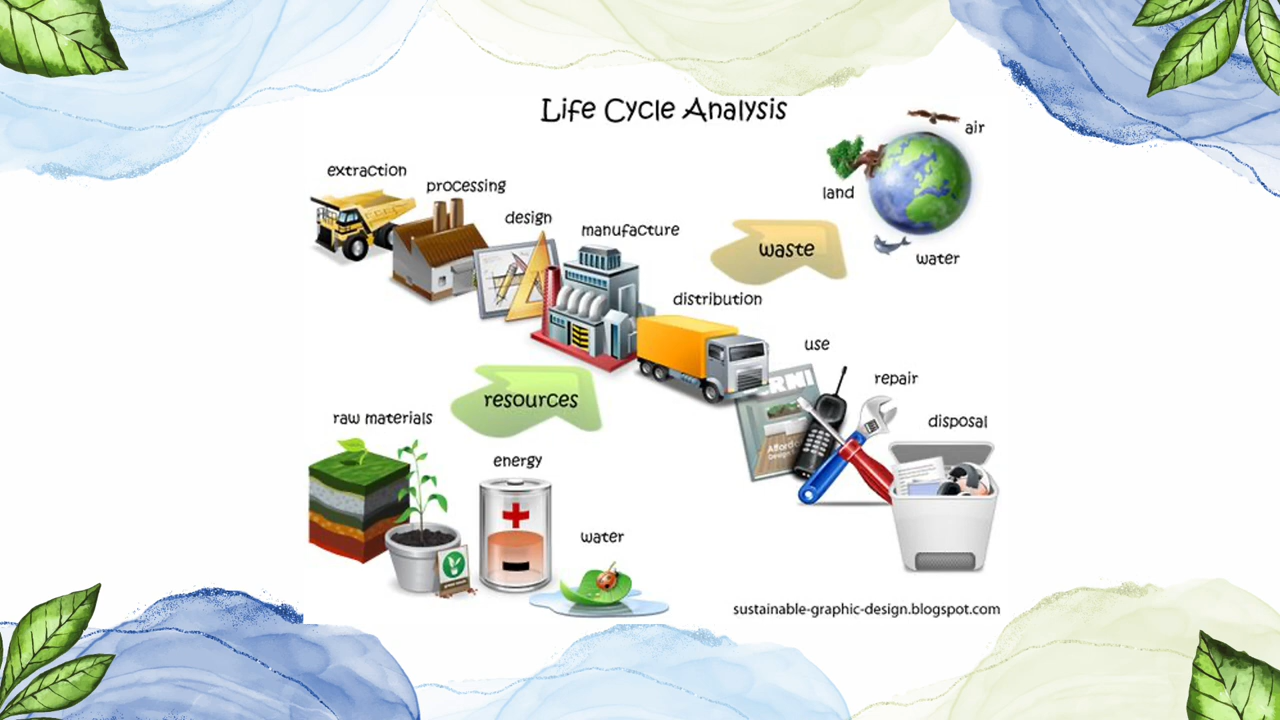 Life Cycle Analysis
air
extraction
processing
land
design
manufacture
waste
water
distribution
use
repair
resources
raw materials
disposal
energy
Affordo
water
sustainable-graphic-design.blogspot.com